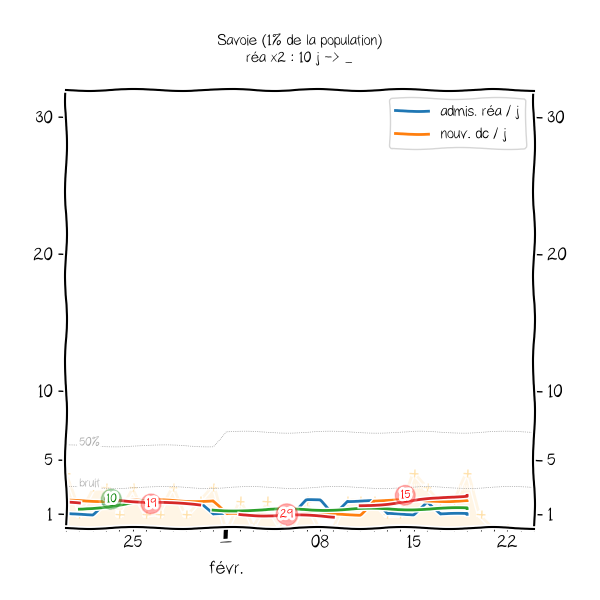 Savoie (1% de la population)
réa x2 : 10 j -> _
admis. réa / j
nouv. dc / j
30 30
20 20
10 10
50%
5 5
bruit
10 19 29 15
1 1
25 1 08 15 22
févr.